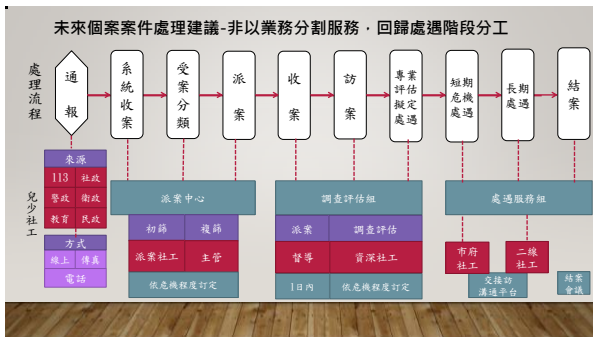 未來個案案件處理建議-非以業務分割服務，回歸處遇階段分工
處理流程
通報
系統收案
受案分類
派案
收案
訪案
專業評估擬定處遇
短期危機處遇
長期處遇
結案
兒少社工
來源
113 社政
警政 衛政
教育 民政
方式
線上 傳真
電話
派案中心
初篩 複篩
派案社工 主管
依危機程度訂定
調查評估組
派案 調查評估
督導 資深社工
1日內 依危機程度訂定
處遇服務組
市府
社工
二線
社工
交接訪
溝通平台
結案
會議